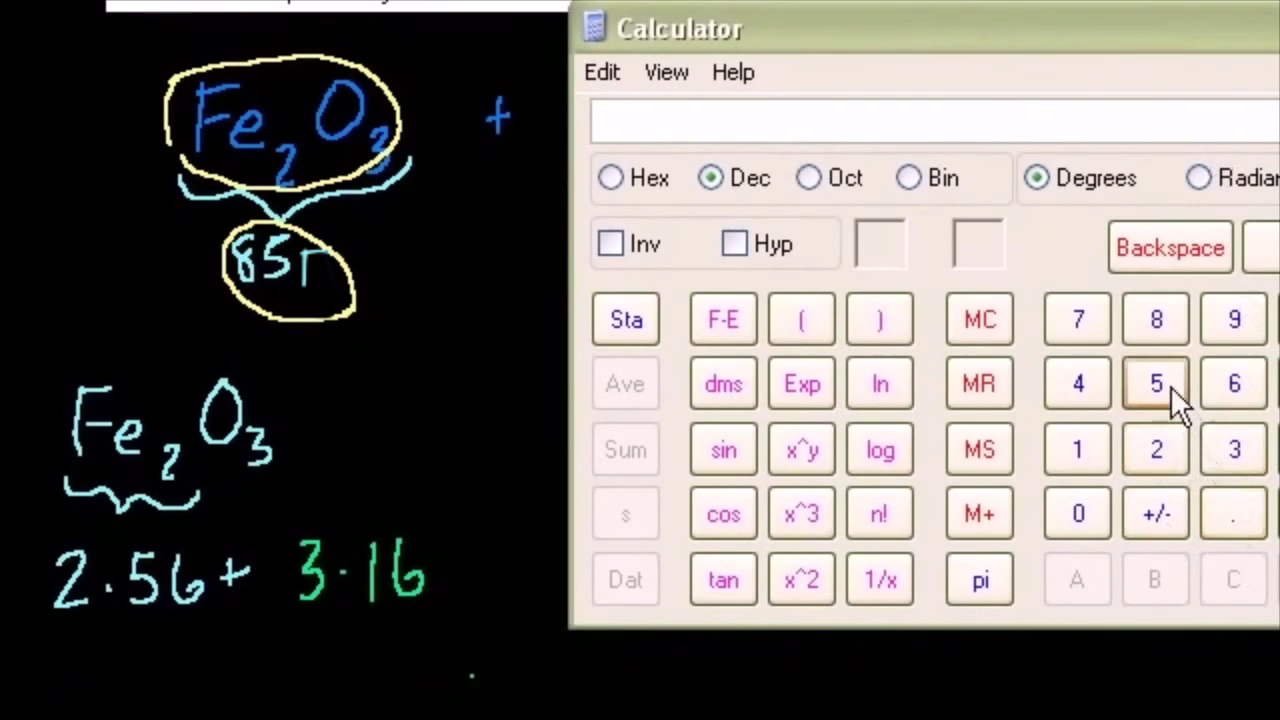 Fe₂O₃ +
85г
Fe₂O₃
2·56+ 3·16
Calculator
Edit View Help
Hex Dec Oct Bin Degrees Radian
Inv Hyp Backspace
Sta F-E ( ) MC 7 8 9
Ave dms Exp ln MR 4 5 6
Sum sin x^y log MS 1 2 3
s cos x^3 n! M+ 0 +/- .
Dat tan x^2 1/x pi A B C